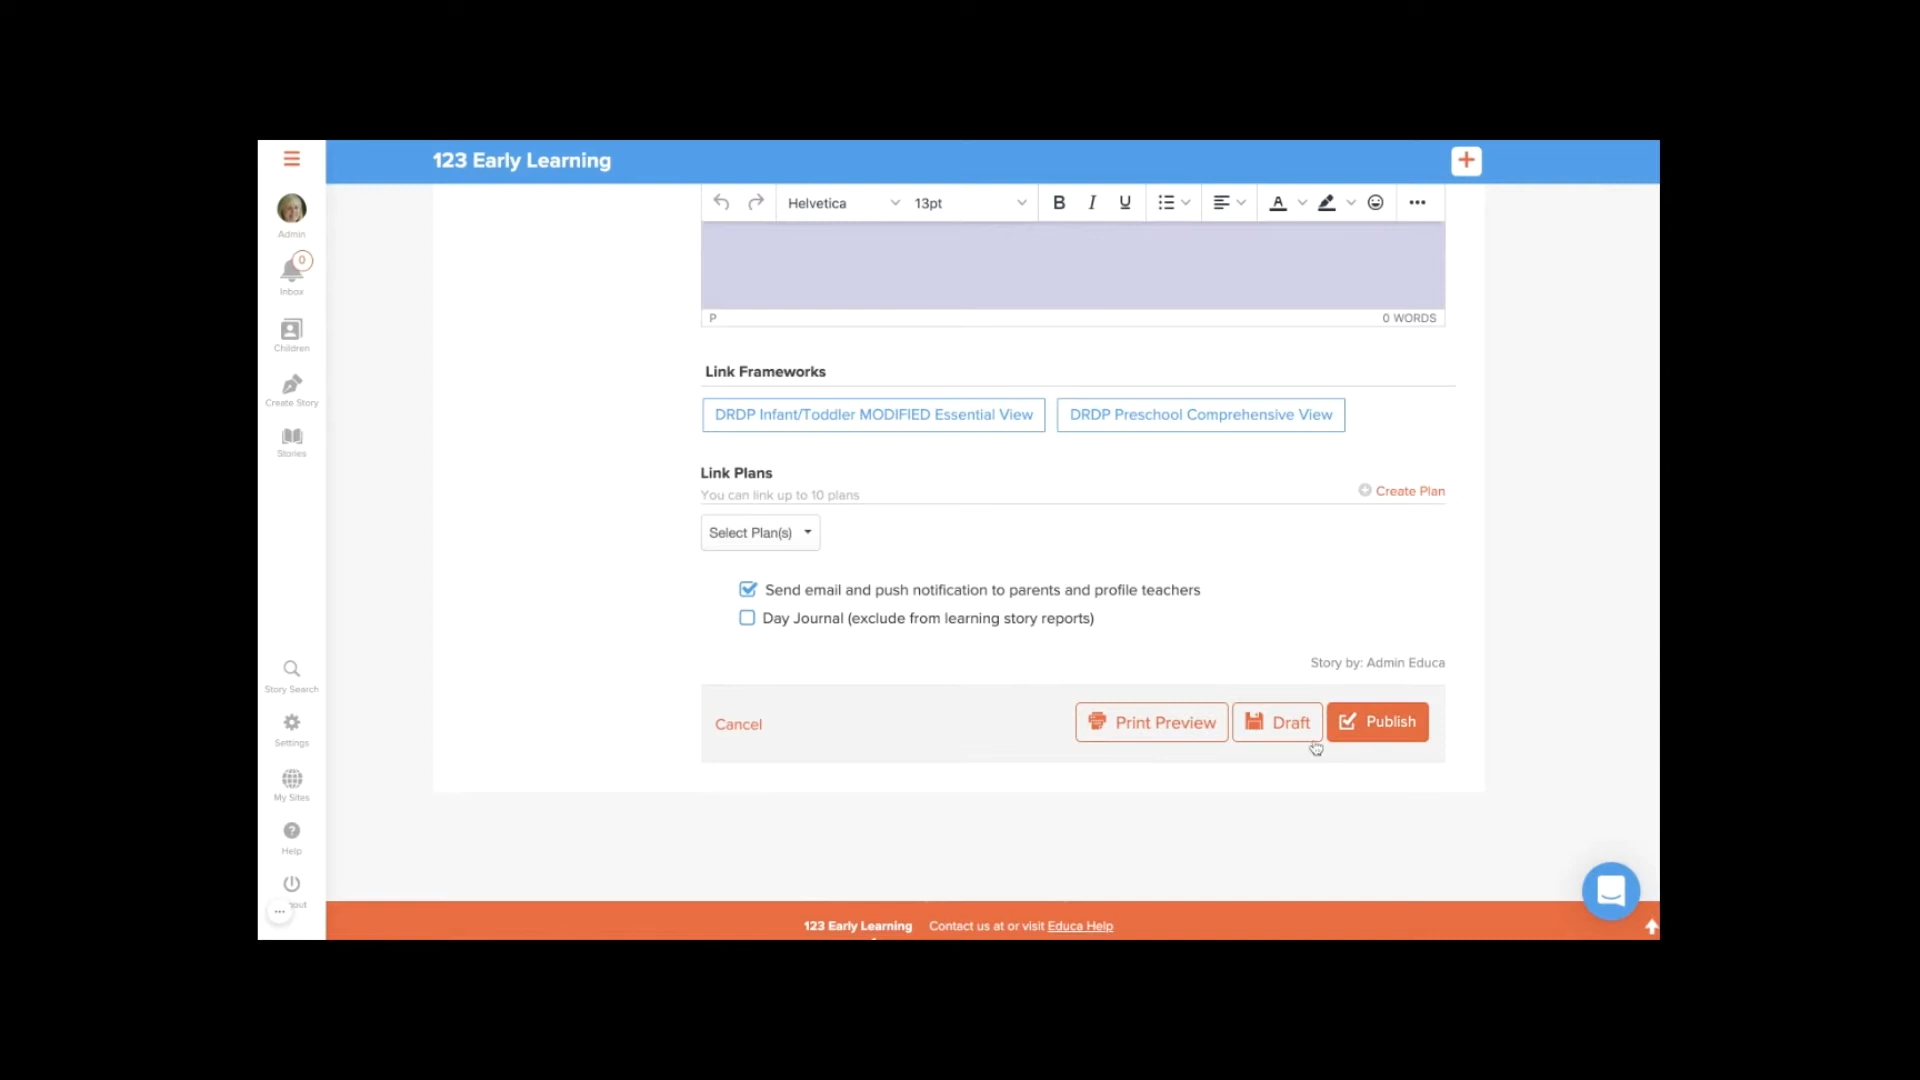 123 Early Learning
Admin
0
Inbox
Children
Create Story
Stories
Story Search
Settings
My Sites
? Help
Helvetica 13pt B I U A
P 0 WORDS
Link Frameworks
DRDP Infant/Toddler MODIFIED Essential View DRDP Preschool Comprehensive View
Link Plans
You can link up to 10 plans
Create Plan
Select Plan(s)
Send email and push notification to parents and profile teachers
Day Journal (exclude from learning story reports)
Story by: Admin Educa
Cancel Print Preview Draft Publish
123 Early Learning Contact us at or visit Educa Help